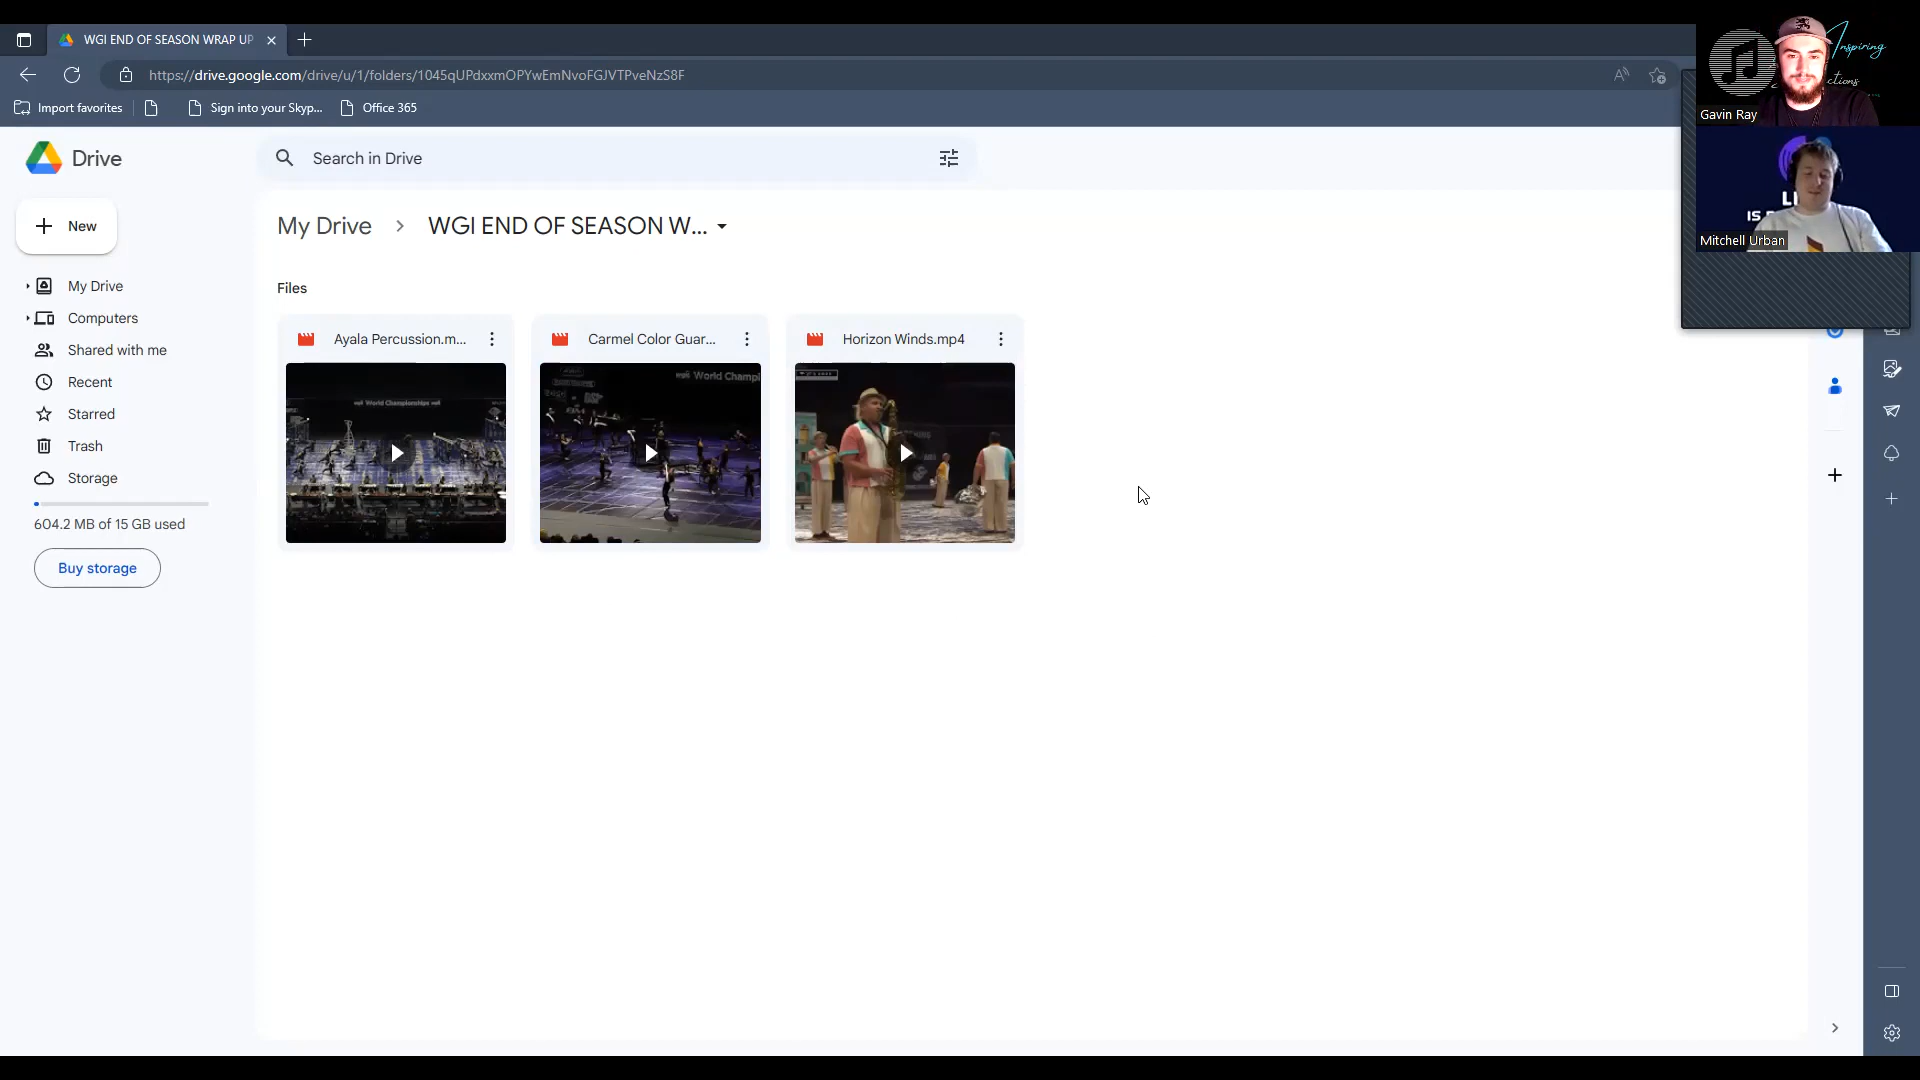 WGI END OF SEASON WRAP UP
https://drive.google.com/drive/u/1/folders/1045qUPdxxmOPYwEmNvoFGJVTPveNzS8F
Import favorites
Sign into your Skyp...
Office 365
Inspiring
Gavin Ray
Mitchell Urban
Drive
Search in Drive
New
My Drive
WGI END OF SEASON W...
My Drive
Computers
Shared with me
Recent
Starred
Trash
Storage
604.2 MB of 15 GB used
Buy storage
Files
Ayala Percussion.m...
Carmel Color Guar...
Horizon Winds.mp4
World Championships
World Champi